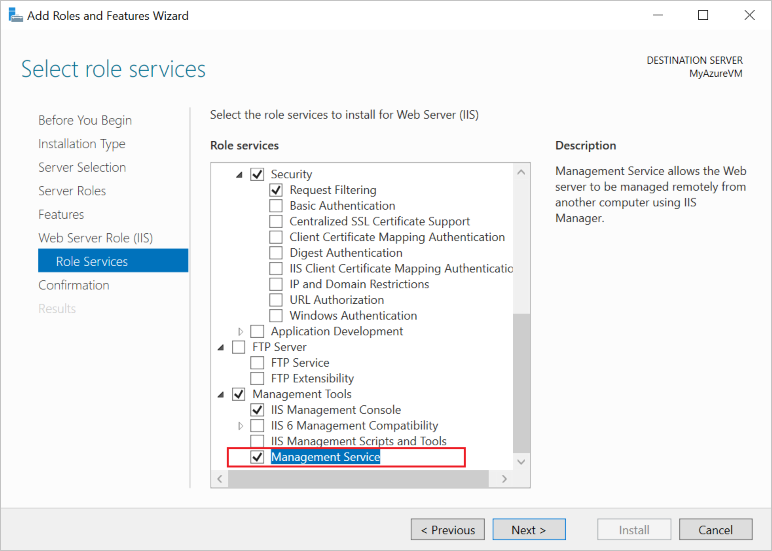 Add Roles and Features Wizard
Select role services
DESTINATION SERVER
MyAzureVM
Before You Begin
Installation Type
Server Selection
Server Roles
Features
Web Server Role (IIS)
Role Services
Confirmation
Results
Select the role services to install for Web Server (IIS)
Role services
Security
Request Filtering
Basic Authentication
Centralized SSL Certificate Support
Client Certificate Mapping Authentication
Digest Authentication
IIS Client Certificate Mapping Authenticatio
IP and Domain Restrictions
URL Authorization
Windows Authentication
Application Development
FTP Server
FTP Service
FTP Extensibility
Management Tools
IIS Management Console
IIS 6 Management Compatibility
IIS Management Scripts and Tools
Management Service
Description
Management Service allows the Web
server to be managed remotely from
another computer using IIS
Manager.
< Previous
Next >
Install
Cancel